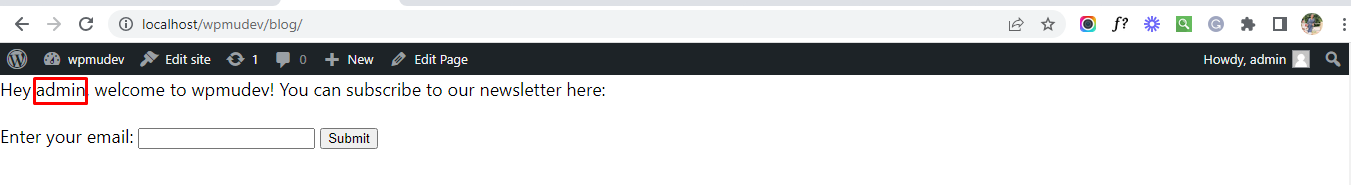 localhost/wpmudev/blog/
f?
wpmudev Edit site 1 0 New Edit Page Howdy, admin
Hey admin, welcome to wpmudev! You can subscribe to our newsletter here:
Enter your email: Submit